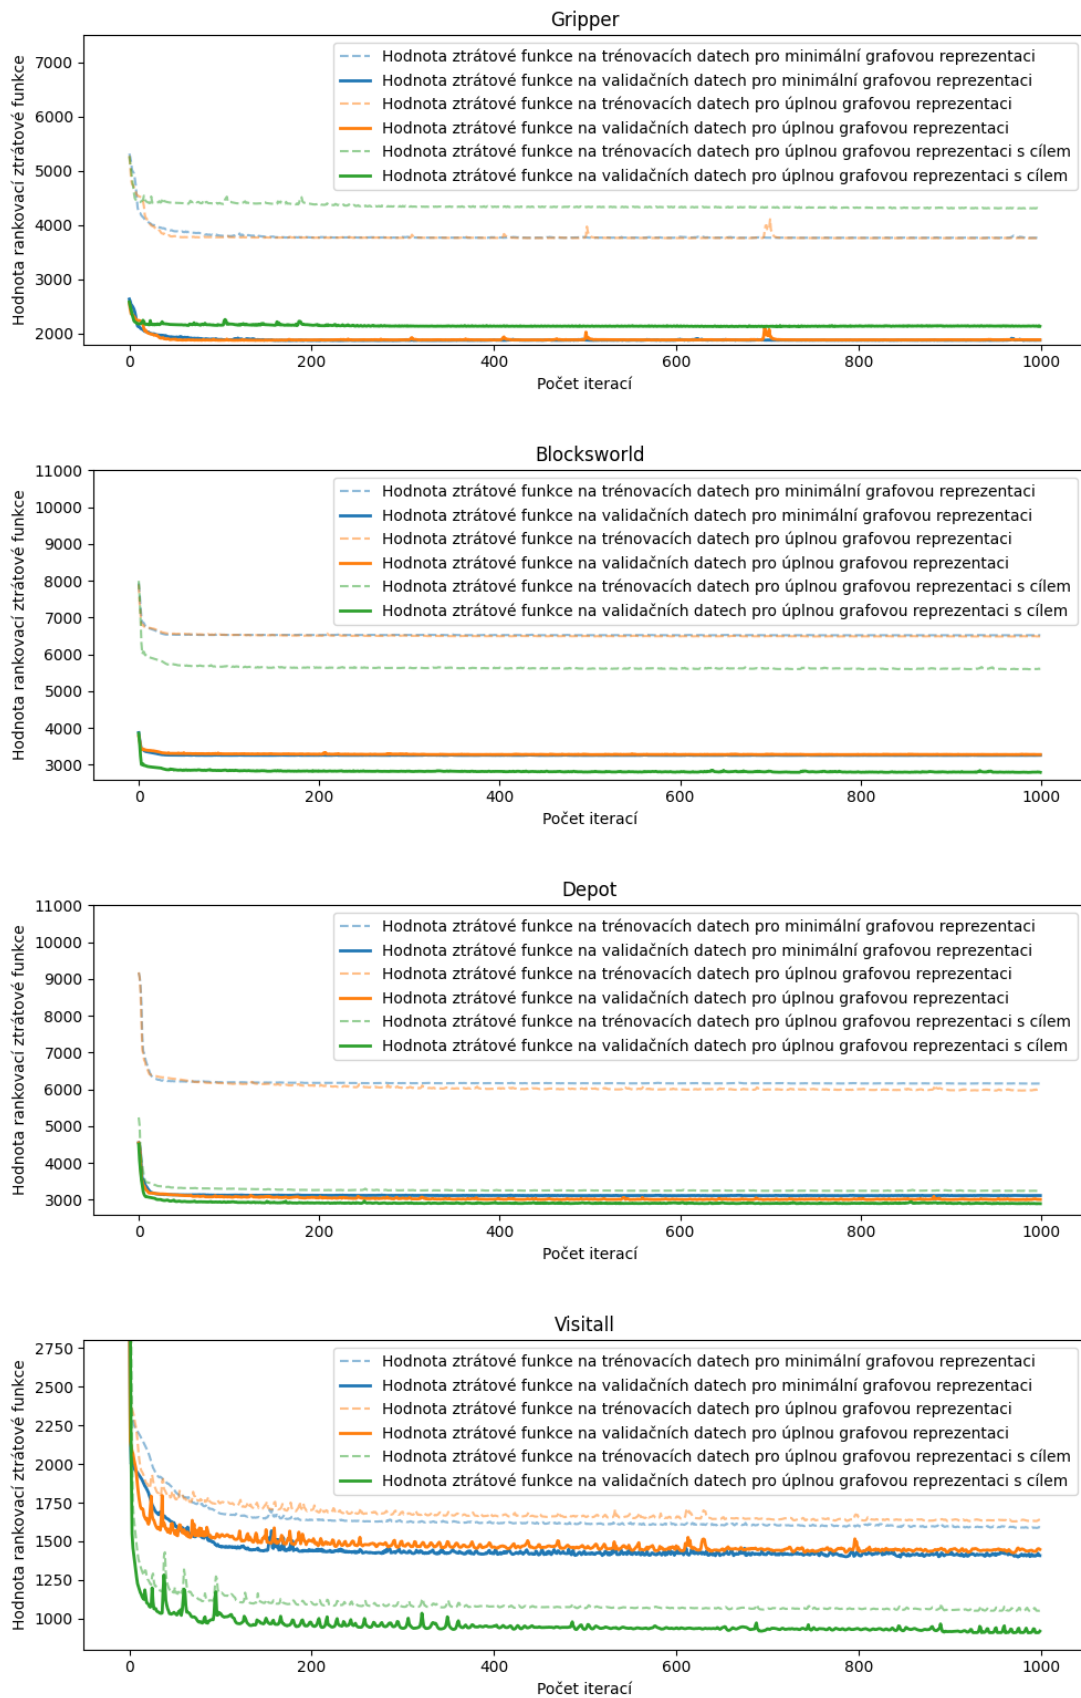 Gripper
Hodnota rankovací ztrátové funkce
7000
6000
5000
4000
3000
2000
Hodnota ztrátové funkce na trénovacích datech pro minimální grafovou reprezentaci
Hodnota ztrátové funkce na validačních datech pro minimální grafovou reprezentaci
Hodnota ztrátové funkce na trénovacích datech pro úplnou grafovou reprezentaci
Hodnota ztrátové funkce na validačních datech pro úplnou grafovou reprezentaci
Hodnota ztrátové funkce na trénovacích datech pro úplnou grafovou reprezentaci s cílem
Hodnota ztrátové funkce na validačních datech pro úplnou grafovou reprezentaci s cílem
0 200 400 600 800 1000
Počet iterací
Blocksworld
Hodnota rankovací ztrátové funkce
11000
10000
9000
8000
7000
6000
5000
4000
3000
Hodnota ztrátové funkce na trénovacích datech pro minimální grafovou reprezentaci
Hodnota ztrátové funkce na validačních datech pro minimální grafovou reprezentaci
Hodnota ztrátové funkce na trénovacích datech pro úplnou grafovou reprezentaci
Hodnota ztrátové funkce na validačních datech pro úplnou grafovou reprezentaci
Hodnota ztrátové funkce na trénovacích datech pro úplnou grafovou reprezentaci s cílem
Hodnota ztrátové funkce na validačních datech pro úplnou grafovou reprezentaci s cílem
0 200 400 600 800 1000
Počet iterací
Depot
Hodnota rankovací ztrátové funkce
11000
10000
9000
8000
7000
6000
5000
4000
3000
Hodnota ztrátové funkce na trénovacích datech pro minimální grafovou reprezentaci
Hodnota ztrátové funkce na validačních datech pro minimální grafovou reprezentaci
Hodnota ztrátové funkce na trénovacích datech pro úplnou grafovou reprezentaci
Hodnota ztrátové funkce na validačních datech pro úplnou grafovou reprezentaci
Hodnota ztrátové funkce na trénovacích datech pro úplnou grafovou reprezentaci s cílem
Hodnota ztrátové funkce na validačních datech pro úplnou grafovou reprezentaci s cílem
0 200 400 600 800 1000
Počet iterací
Visitall
Hodnota rankovací ztrátové funkce
2750
2500
2250
2000
1750
1500
1250
1000
Hodnota ztrátové funkce na trénovacích datech pro minimální grafovou reprezentaci
Hodnota ztrátové funkce na validačních datech pro minimální grafovou reprezentaci
Hodnota ztrátové funkce na trénovacích datech pro úplnou grafovou reprezentaci
Hodnota ztrátové funkce na validačních datech pro úplnou grafovou reprezentaci
Hodnota ztrátové funkce na trénovacích datech pro úplnou grafovou reprezentaci s cílem
Hodnota ztrátové funkce na validačních datech pro úplnou grafovou reprezentaci s cílem
0 200 400 600 800 1000
Počet iterací